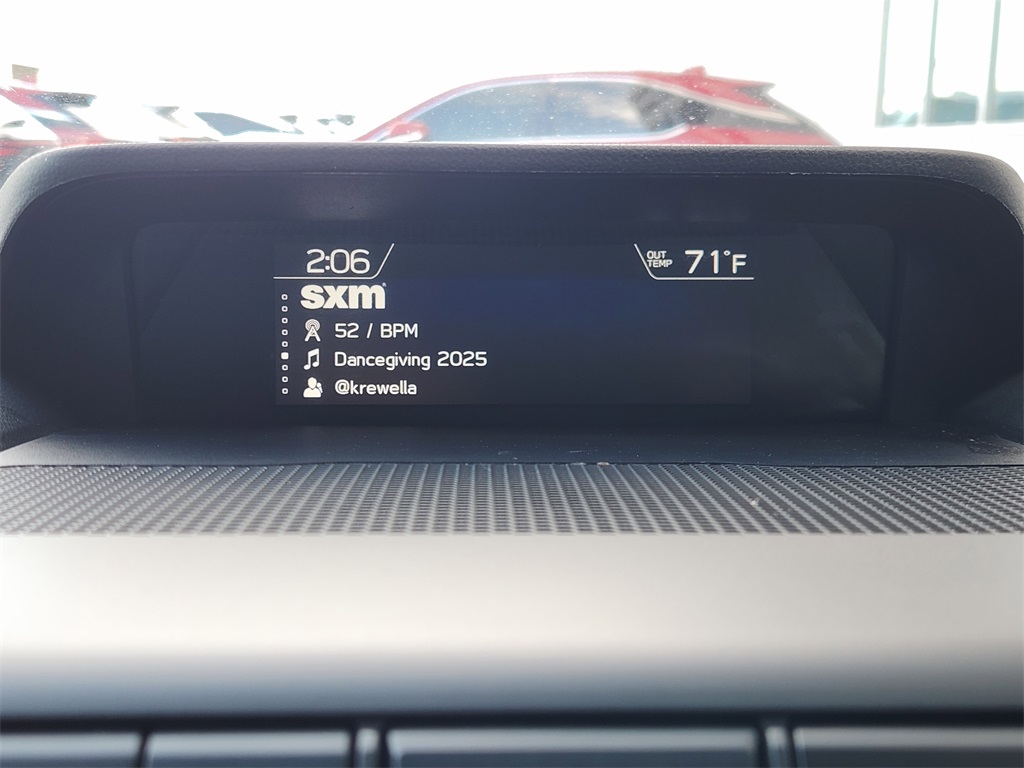 2:06
OUT TEMP 71°F
sxm
52 / BPM
Dancegiving 2025
@krewella